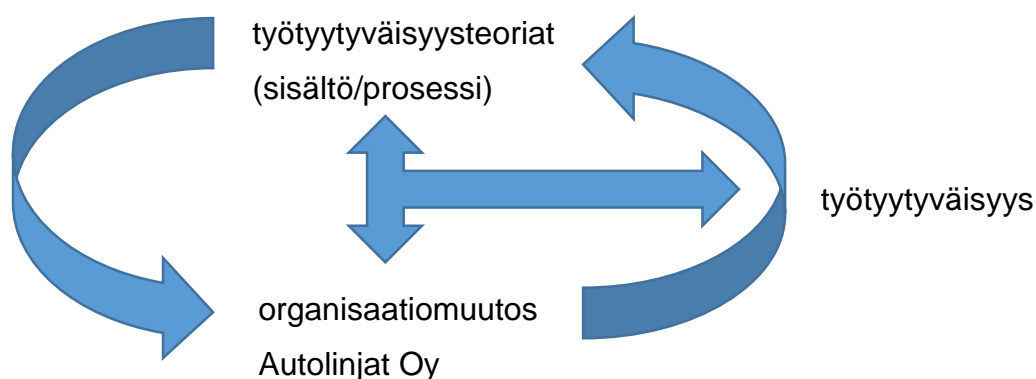 työtyytyväisyysteoriat
(sisältö/prosessi)
työtyytyväisyys
organisaatiomuutos
Autolinjat Oy